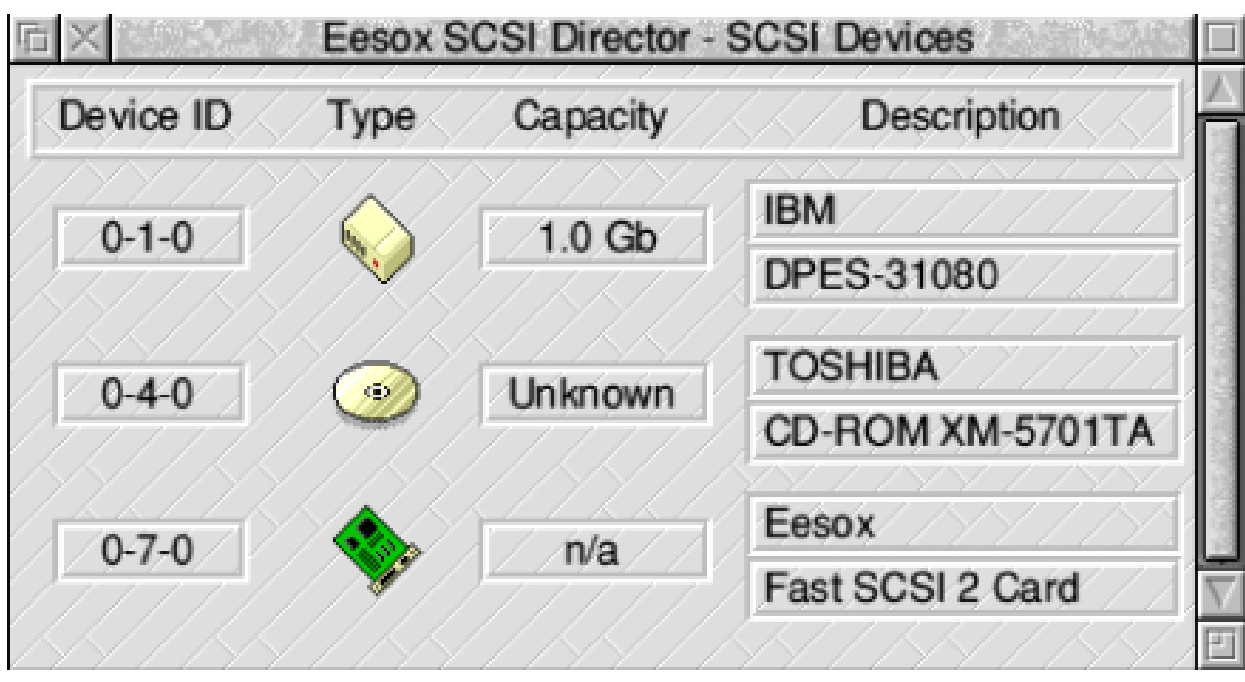 Eesox SCSI Director - SCSI Devices
Device ID Type Capacity Description
0-1-0 1.0 Gb IBM
DPES-31080
0-4-0 Unknown TOSHIBA
CD-ROM XM-5701TA
0-7-0 n/a Eesox
Fast SCSI 2 Card